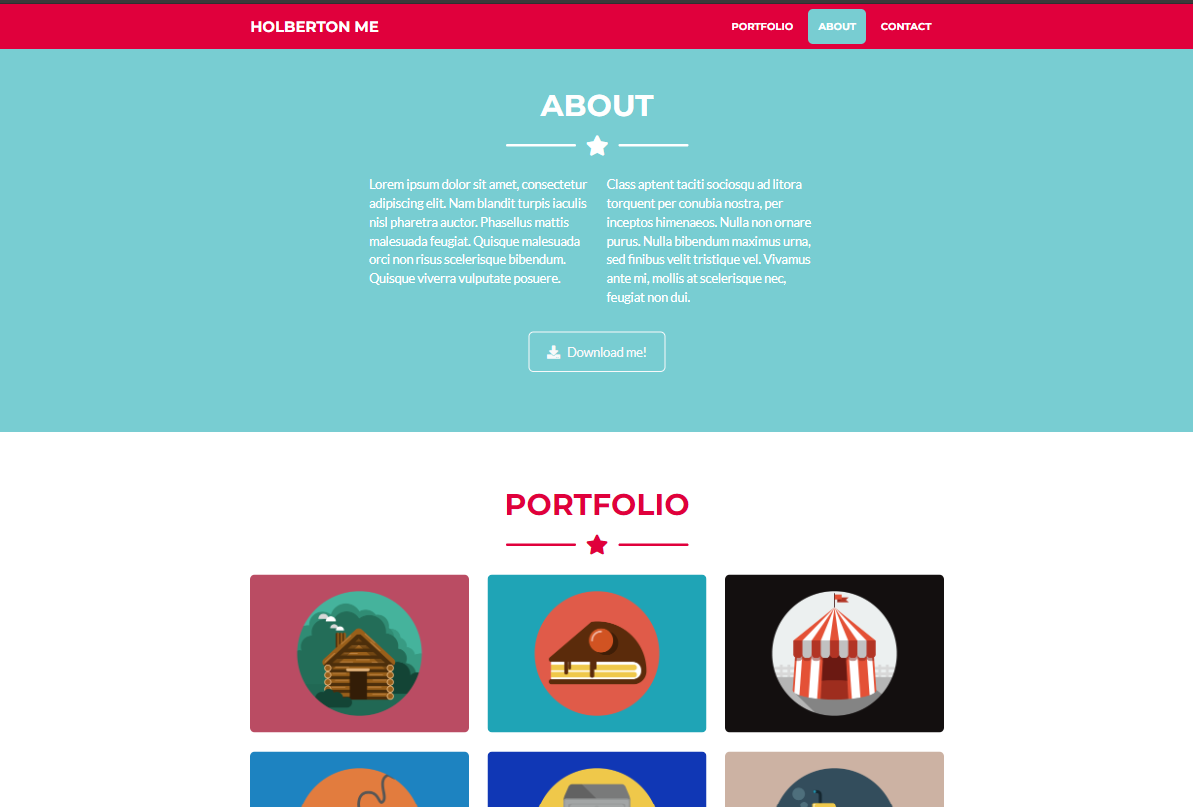 HOLBERTON ME
PORTFOLIO
ABOUT
CONTACT
ABOUT
Lorem ipsum dolor sit amet, consectetur
adipiscing elit. Nam blandit turpis iaculis
nisl pharetra auctor. Phasellus mattis
malesuada feugiat. Quisque malesuada
orci non risus scelerisque bibendum.
Quisque viverra vulputate posuere.
Class aptent taciti sociosqu ad litora
torquent per conubia nostra, per
inceptos himenaeos. Nulla non ornare
purus. Nulla bibendum maximus urna,
sed finibus velit tristique vel. Vivamus
ante mi, mollis at scelerisque nec,
feugiat non dui.
Download me!
PORTFOLIO